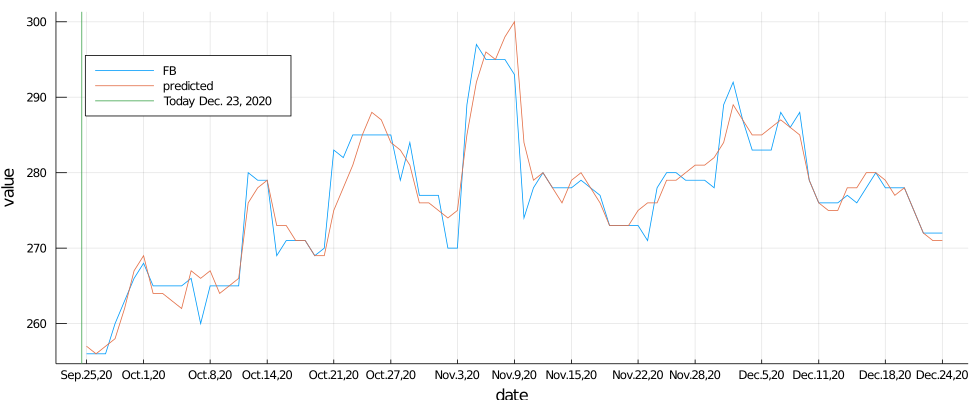 300
FB
predicted
Today Dec. 23, 2020
290
280
value
270
260
Sep.25,20 Oct.1,20 Oct.8,20 Oct.14,20 Oct.21,20 Oct.27,20 Nov.3,20 Nov.9,20 Nov.15,20 Nov.22,20 Nov.28,20 Dec.5,20 Dec.11,20 Dec.18,20 Dec.24,20
date